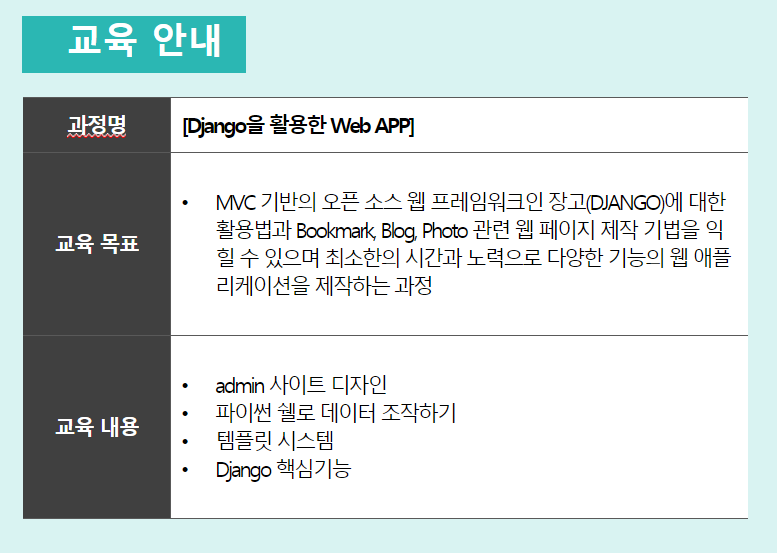 교육 안내
과정명
[Django을 활용한 Web APP]
교육 목표
• MVC 기반의 오픈 소스 웹 프레임워크인 장고(DJANGO)에 대한
활용법과 Bookmark, Blog, Photo 관련 웹 페이지 제작 기법을 익
힐 수 있으며 최소한의 시간과 노력으로 다양한 기능의 웹 애플
리케이션을 제작하는 과정
교육 내용
• admin 사이트 디자인
• 파이썬 쉘로 데이터 조작하기
• 템플릿 시스템
• Django 핵심기능